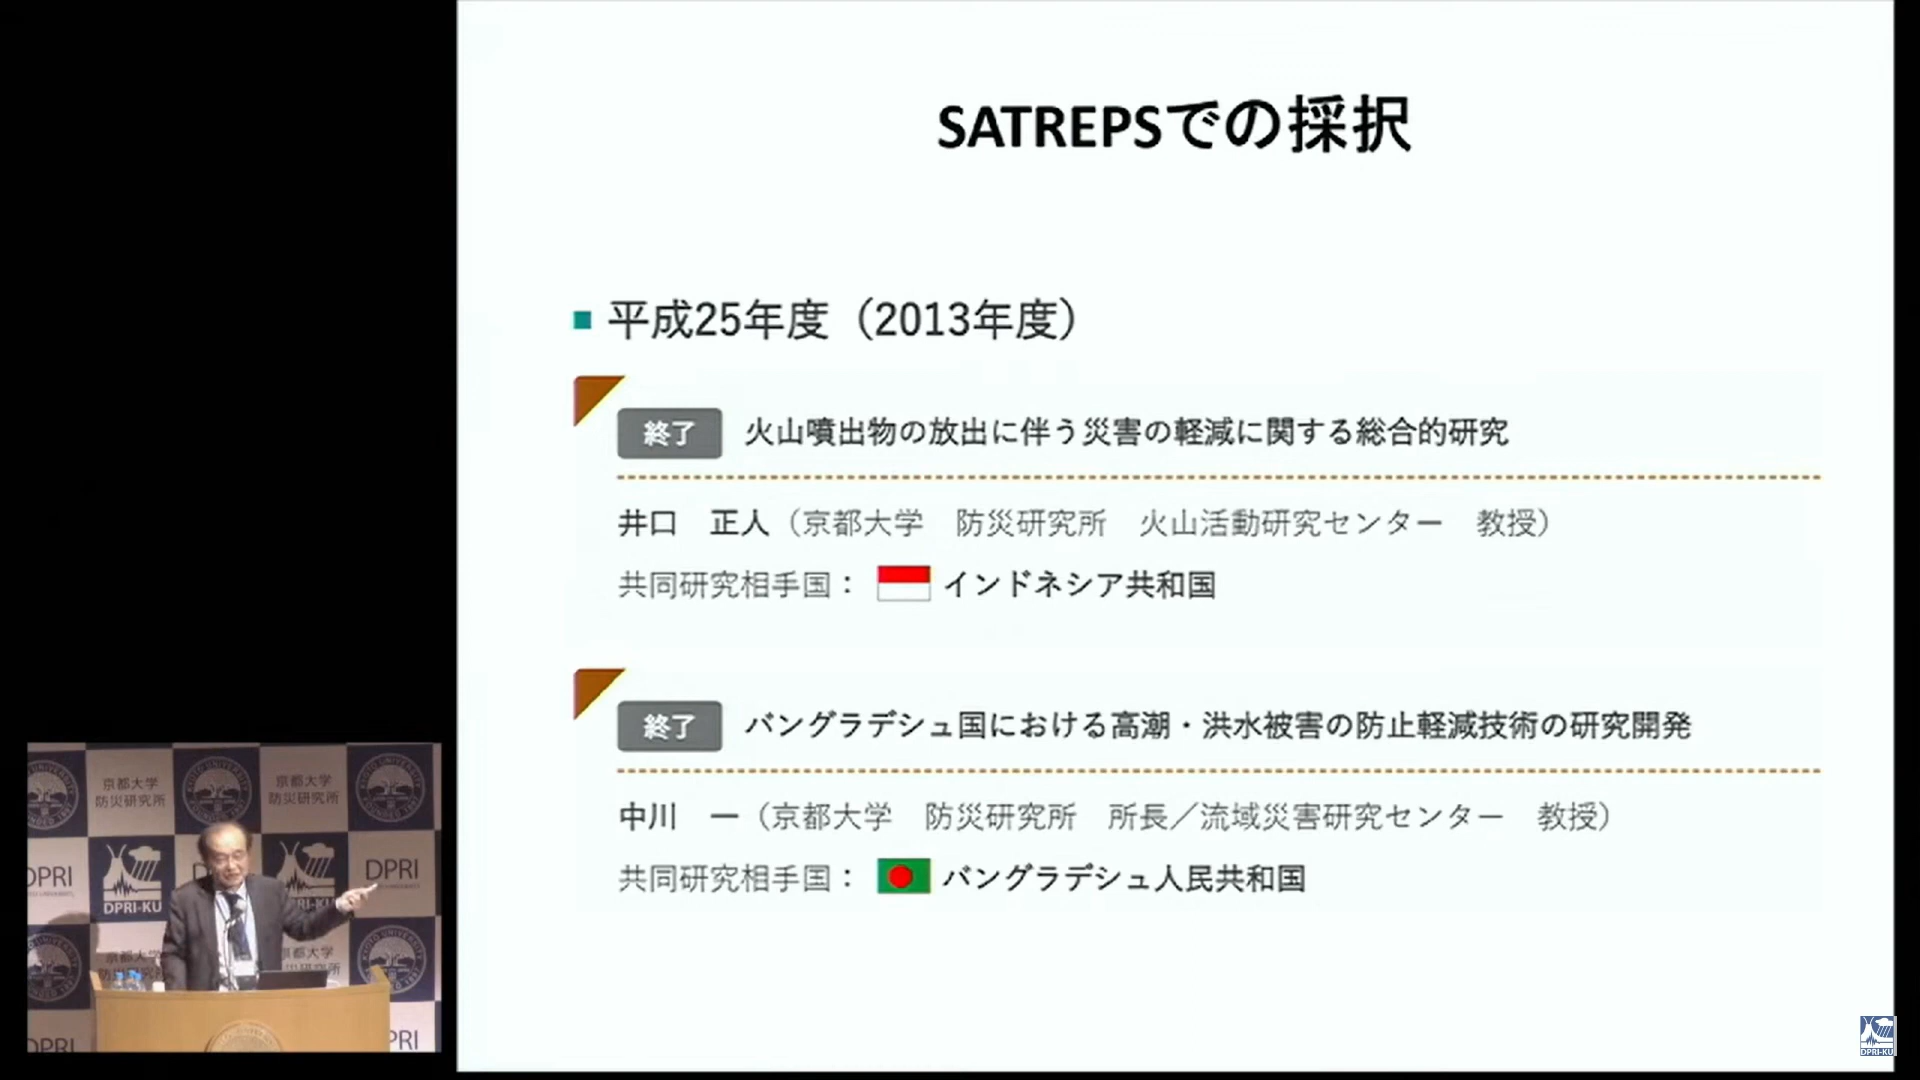 SATREPSでの採択
平成25年度（2013年度）
終了 火山噴出物の放出に伴う災害の軽減に関する総合的研究
井口　正人（京都大学　防災研究所　火山活動研究センター　教授）
共同研究相手国： インドネシア共和国
終了 バングラデシュ国における高潮・洪水被害の防止軽減技術の研究開発
中川　一（京都大学　防災研究所　所長／流域災害研究センター　教授）
共同研究相手国： バングラデシュ人民共和国
京都大学
防災研究所
京都大学
防災研究所
DPRI
DPRI-KU
DPRI
DPRI-KU